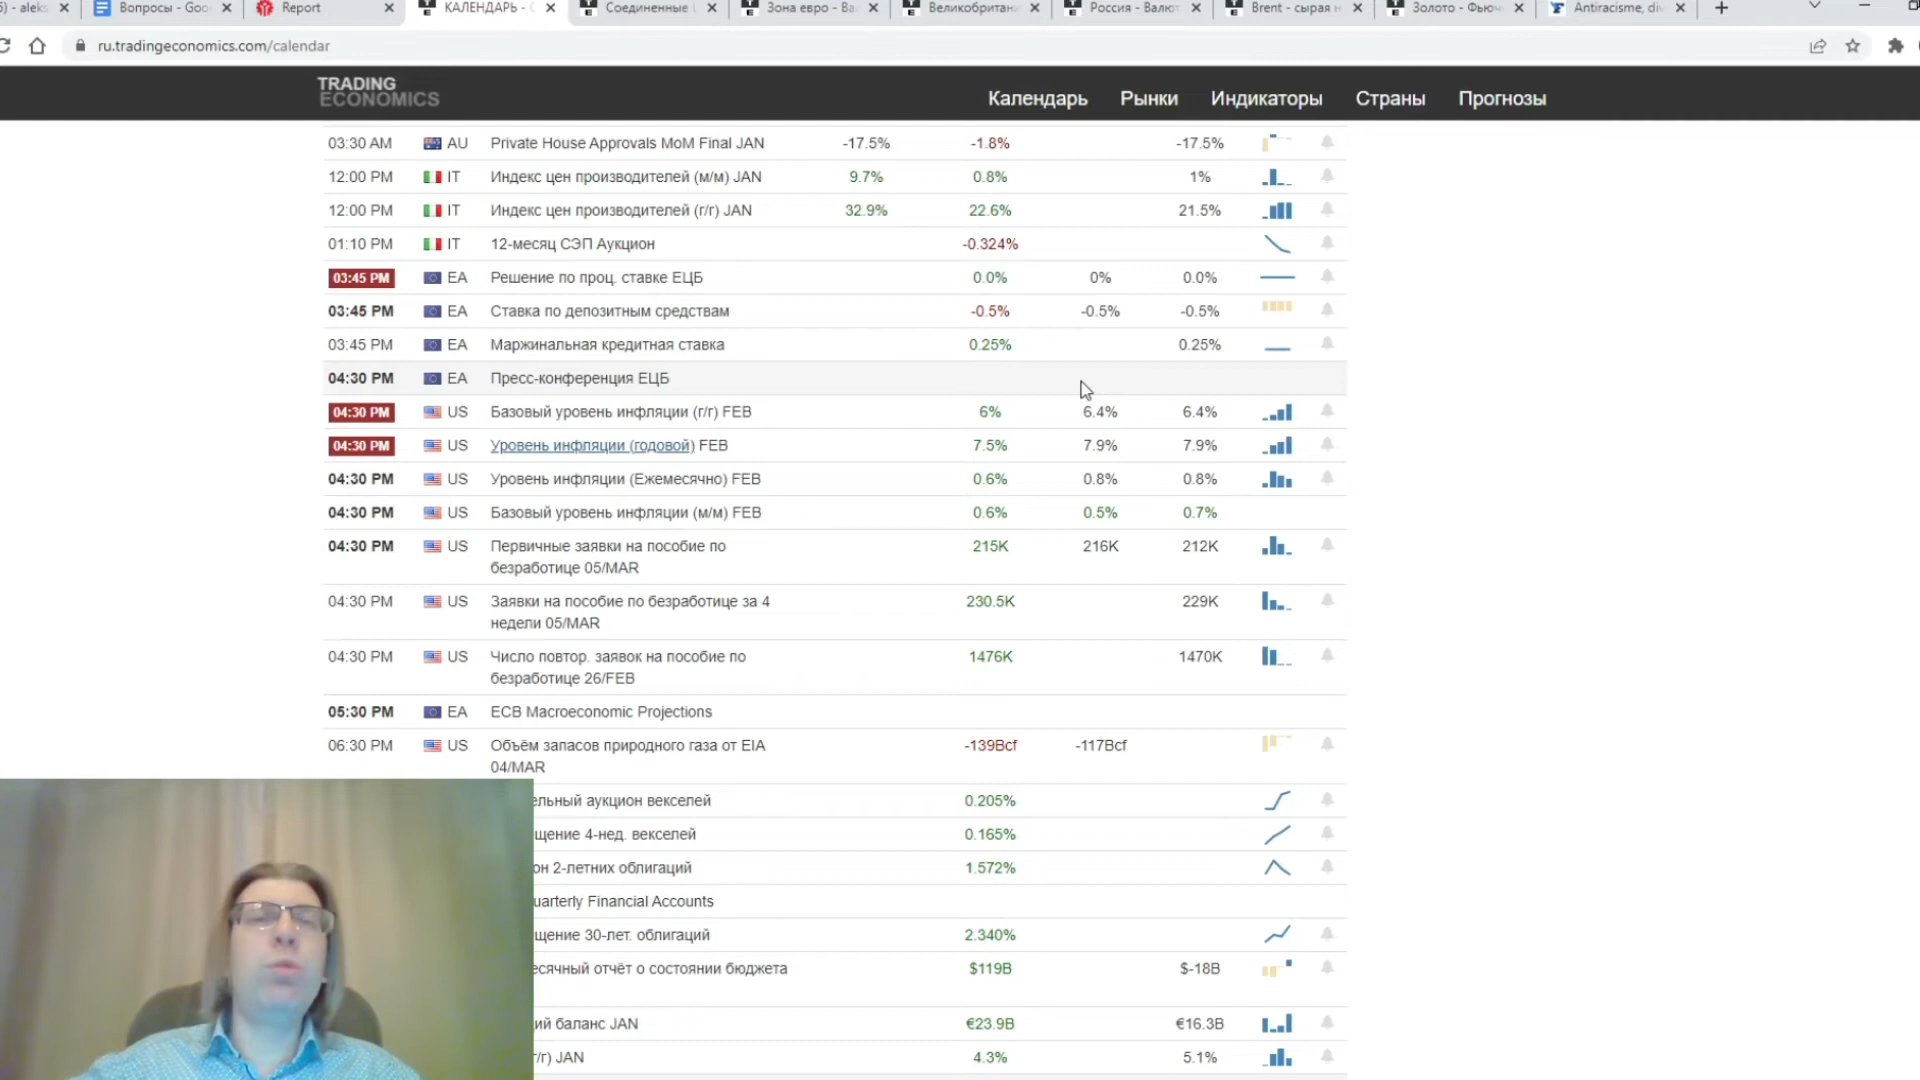 5) - aleks
Вопросы - Goo
Report
КАЛЕНДАРЬ - 
Соединенные
Зона евро - Ва
Великобритан
Россия - Валют
Brent - сырая н
Золото - Фьюч
Antiracisme, di
ru.tradingeconomics.com/calendar
TRADING
ECONOMICS
Календарь Рынки Индикаторы Страны Прогнозы
03:30 AM AU Private House Approvals MoM Final JAN -17.5% -1.8% -17.5%
12:00 PM IT Индекс цен производителей (м/м) JAN 9.7% 0.8% 1%
12:00 PM IT Индекс цен производителей (г/г) JAN 32.9% 22.6% 21.5%
01:10 PM IT 12-месяц СЭП Аукцион -0.324%
03:45 PM EA Решение по проц. ставке ЕЦБ 0.0% 0% 0.0%
03:45 PM EA Ставка по депозитным средствам -0.5% -0.5% -0.5%
03:45 PM EA Маржинальная кредитная ставка 0.25% 0.25%
04:30 PM EA Пресс-конференция ЕЦБ
04:30 PM US Базовый уровень инфляции (г/г) FEB 6% 6.4% 6.4%
04:30 PM US Уровень инфляции (годовой) FEB 7.5% 7.9% 7.9%
04:30 PM US Уровень инфляции (Ежемесячно) FEB 0.6% 0.8% 0.8%
04:30 PM US Базовый уровень инфляции (м/м) FEB 0.6% 0.5% 0.7%
04:30 PM US Первичные заявки на пособие по 215K 216K 212K
безработице 05/MAR
04:30 PM US Заявки на пособие по безработице за 4 230.5K 229K
недели 05/MAR
04:30 PM US Число повтор. заявок на пособие по 1476K 1470K
безработице 26/FEB
05:30 PM EA ECB Macroeconomic Projections
06:30 PM US Объём запасов природного газа от EIA -139Bcf -117Bcf
04/MAR
ельный аукцион векселей 0.205%
щение 4-нед. векселей 0.165%
он 2-летних облигаций 1.572%
uarterly Financial Accounts
щение 30-лет. облигаций 2.340%
есячный отчёт о состоянии бюджета $119B $-18B
ий баланс JAN €23.9B €16.3B
/г) JAN 4.3% 5.1%